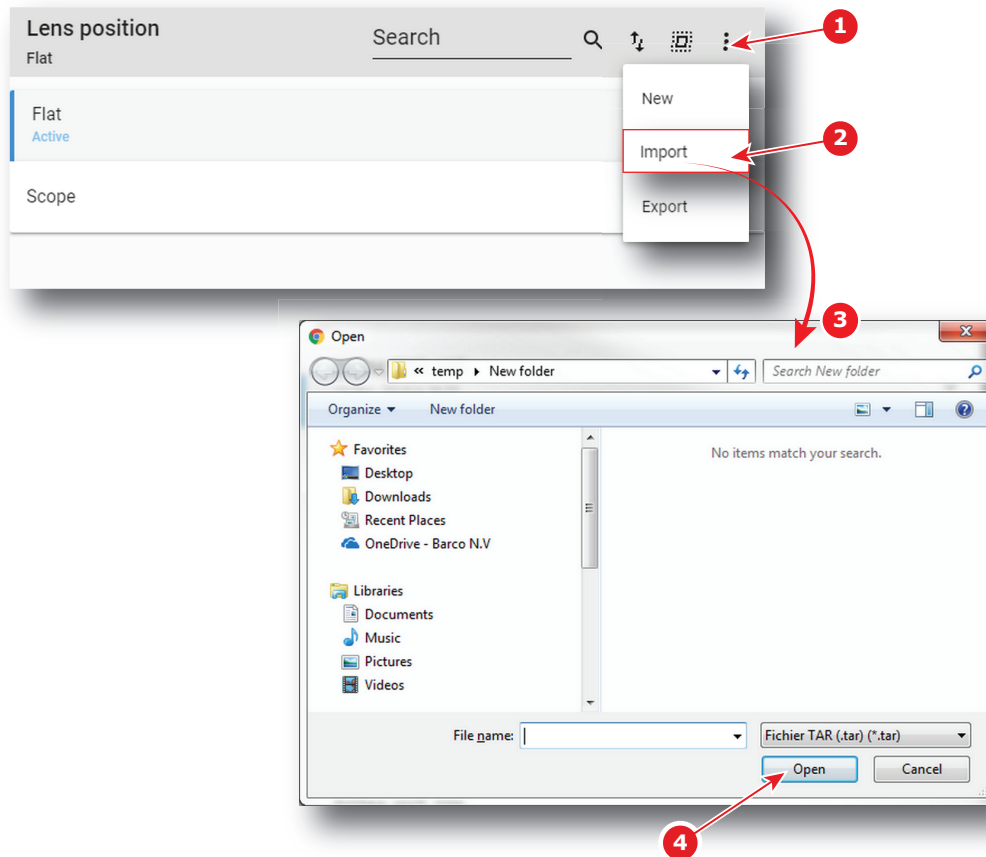 Lens position
Flat
Search
1
Flat
Active
New
Import
2
Scope
Export
3
Open
« temp ▸ New folder
Search New folder
Organize
New folder
Favorites
Desktop
Downloads
Recent Places
OneDrive - Barco N.V
Libraries
Documents
Music
Pictures
Videos
No items match your search.
File name:
Fichier TAR (.tar) (*.tar)
Open
Cancel
4